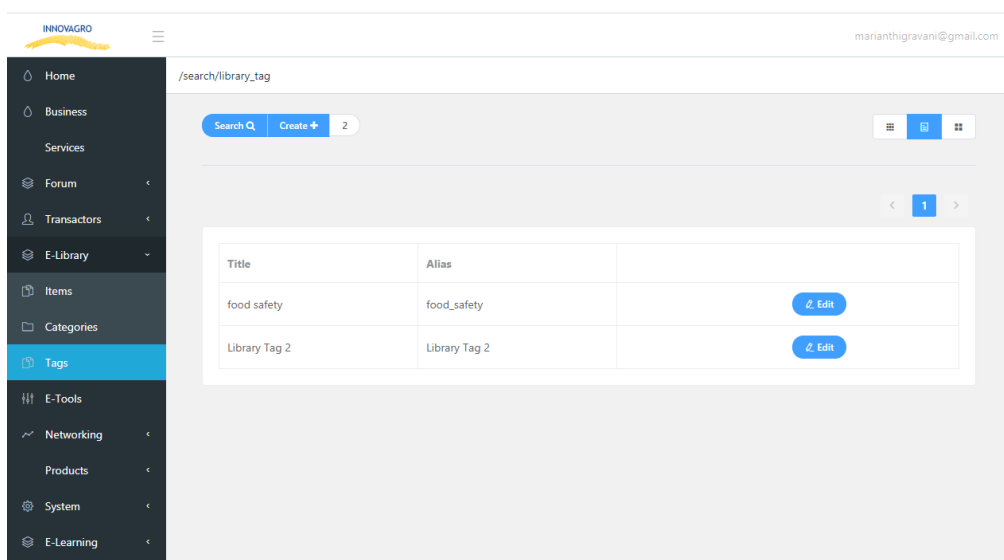 INNOVAGRO
marianthigravani@gmail.com
Home
/search/library_tag
Business
Search Create + 2
Services
Forum
Transactors
1
E-Library
Title Alias
Items
food safety food_safety Edit
Categories
Library Tag 2 Library Tag 2 Edit
Tags
E-Tools
Networking
Products
System
E-Learning